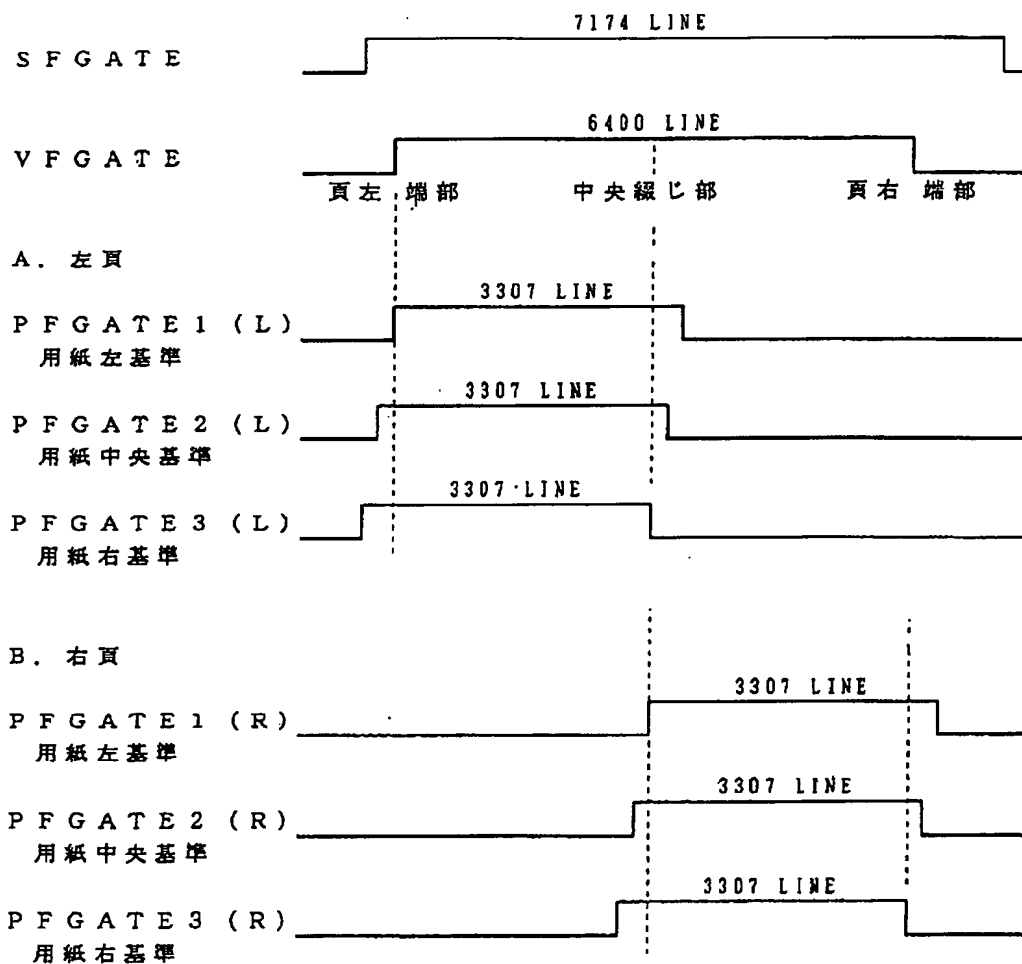 7174 LINE
SFGATE
6400 LINE
VFGATE
頁左端部 中央綴じ部 頁右端部
A. 左頁
3307 LINE
PFGATE1 (L)
用紙左基準
3307 LINE
PFGATE2 (L)
用紙中央基準
3307 LINE
PFGATE3 (L)
用紙右基準
B. 右頁
3307 LINE
PFGATE1 (R)
用紙左基準
3307 LINE
PFGATE2 (R)
用紙中央基準
3307 LINE
PFGATE3 (R)
用紙右基準